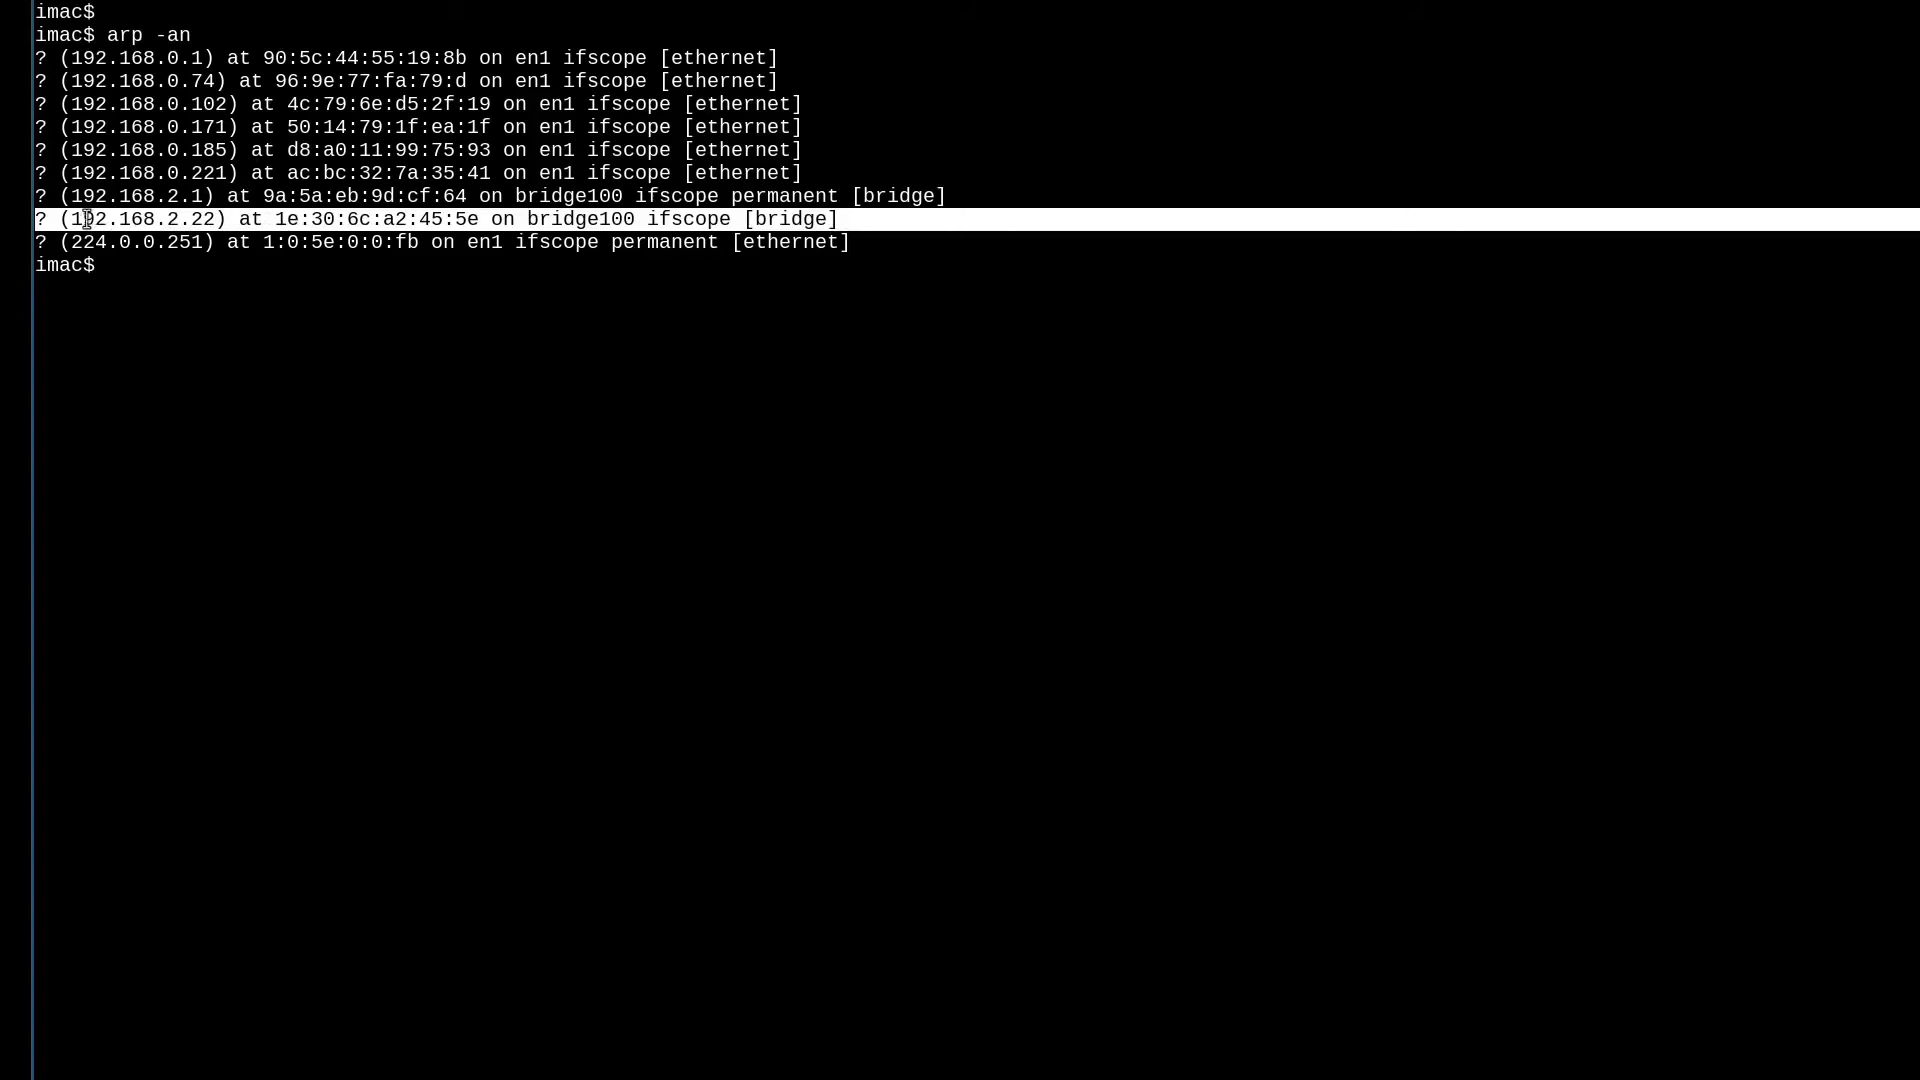 imac$
imac$ arp -an
? (192.168.0.1) at 90:5c:44:55:19:8b on en1 ifscope [ethernet]
? (192.168.0.74) at 96:9e:77:fa:79:d on en1 ifscope [ethernet]
? (192.168.0.102) at 4c:79:6e:d5:2f:19 on en1 ifscope [ethernet]
? (192.168.0.171) at 50:14:79:1f:ea:1f on en1 ifscope [ethernet]
? (192.168.0.185) at d8:a0:11:99:75:93 on en1 ifscope [ethernet]
? (192.168.0.221) at ac:bc:32:7a:35:41 on en1 ifscope [ethernet]
? (192.168.2.1) at 9a:5a:eb:9d:cf:64 on bridge100 ifscope permanent [bridge]
? (192.168.2.22) at 1e:30:6c:a2:45:5e on bridge100 ifscope [bridge]
? (224.0.0.251) at 1:0:5e:0:0:fb on en1 ifscope permanent [ethernet]
imac$